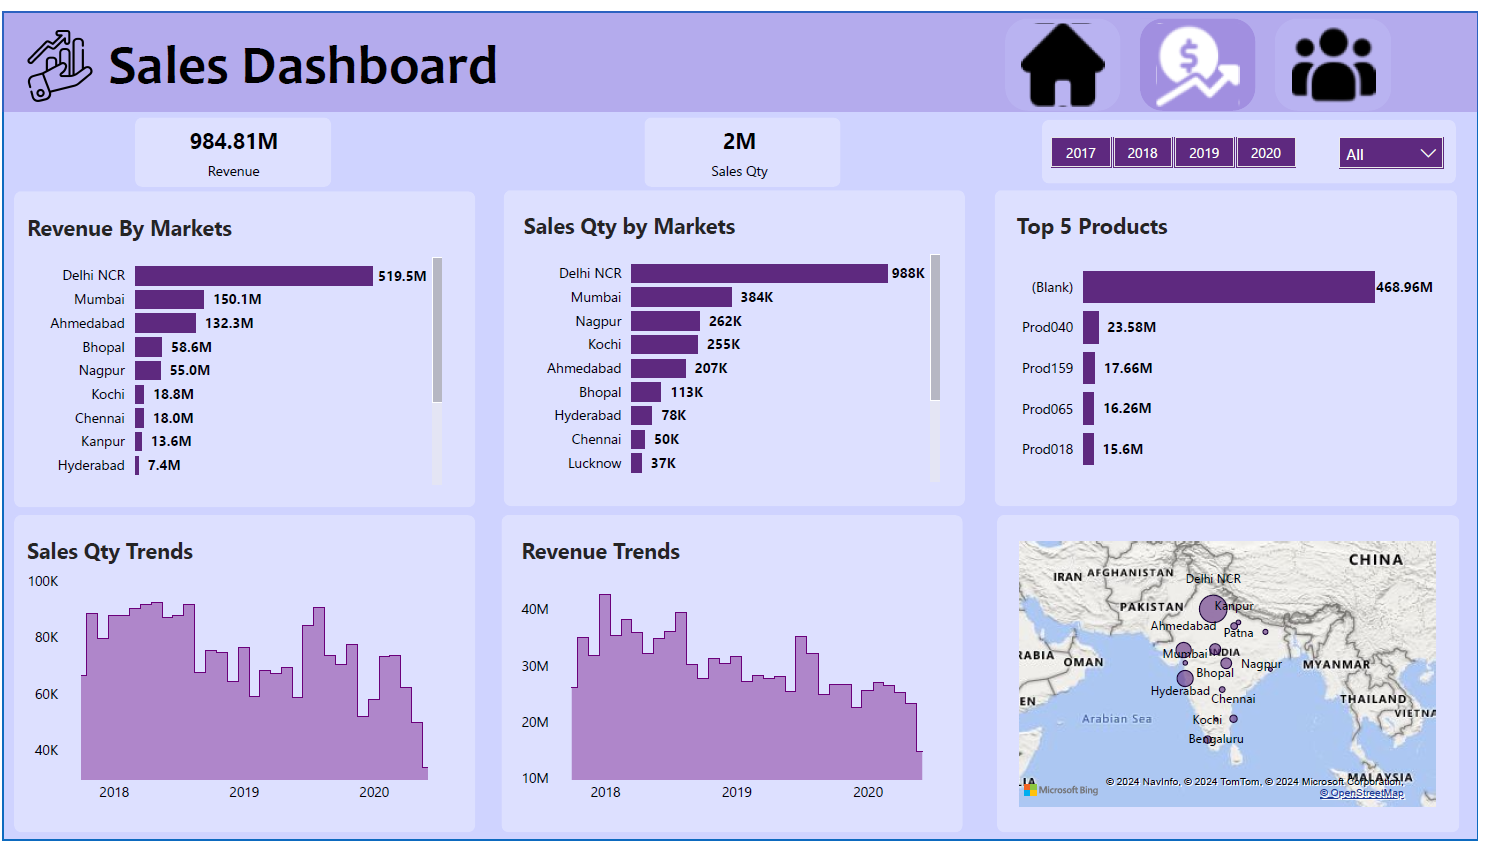 Sales Dashboard
984.81M
Revenue
2M
Sales Qty
2017 2018 2019 2020
All
Revenue By Markets
Delhi NCR 519.5M
Mumbai 150.1M
Ahmedabad 132.3M
Bhopal 58.6M
Nagpur 55.0M
Kochi 18.8M
Chennai 18.0M
Kanpur 13.6M
Hyderabad 7.4M
Sales Qty by Markets
Delhi NCR 988K
Mumbai 384K
Nagpur 262K
Kochi 255K
Ahmedabad 207K
Bhopal 113K
Hyderabad 78K
Chennai 50K
Lucknow 37K
Top 5 Products
(Blank) 468.96M
Prod040 23.58M
Prod159 17.66M
Prod065 16.26M
Prod018 15.6M
Sales Qty Trends
100K
80K
60K
40K
2018 2019 2020
Revenue Trends
40M
30M
20M
10M
2018 2019 2020
CHINA
IRAN AFGHANISTAN
Delhi NCR
PAKISTAN Kanpur
Ahmedabad
Patna
RABIA OMAN Mumbai INDIA Nagpur MYANMAR
Bhopal
Hyderabad
EN Chennai THAILAND
Arabian Sea Kochi VIETNA
Bengaluru
LA MALAYSIA
© 2024 NavInfo, © 2024 TomTom, © 2024 Microsoft Corporation,
Microsoft Bing © OpenStreetMap